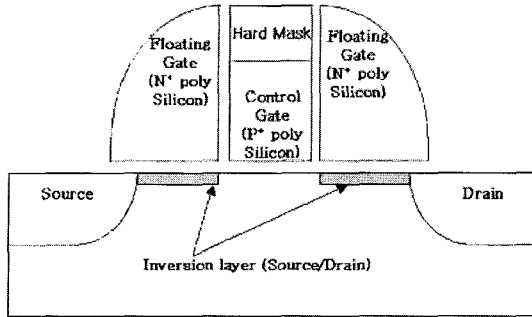 Floating
Gate
(N⁺ poly
Silicon)
Hard Mask
Control
Gate
(P⁺ poly
Silicon)
Floating
Gate
(N⁺ poly
Silicon)
Source
Drain
Inversion layer (Source/Drain)